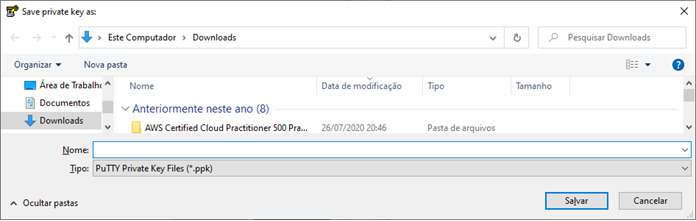 Save private key as:
Este Computador > Downloads
Pesquisar Downloads
Organizar
Nova pasta
Área de Trabalho
Documentos
Downloads
Nome
Data de modificação
Tipo
Tamanho
Anteriormente neste ano (8)
AWS Certified Cloud Practitioner 500 Pra...
26/07/2020 20:46
Pasta de arquivos
Nome:
Tipo: PuTTY Private Key Files (*.ppk)
Ocultar pastas
Salvar
Cancelar